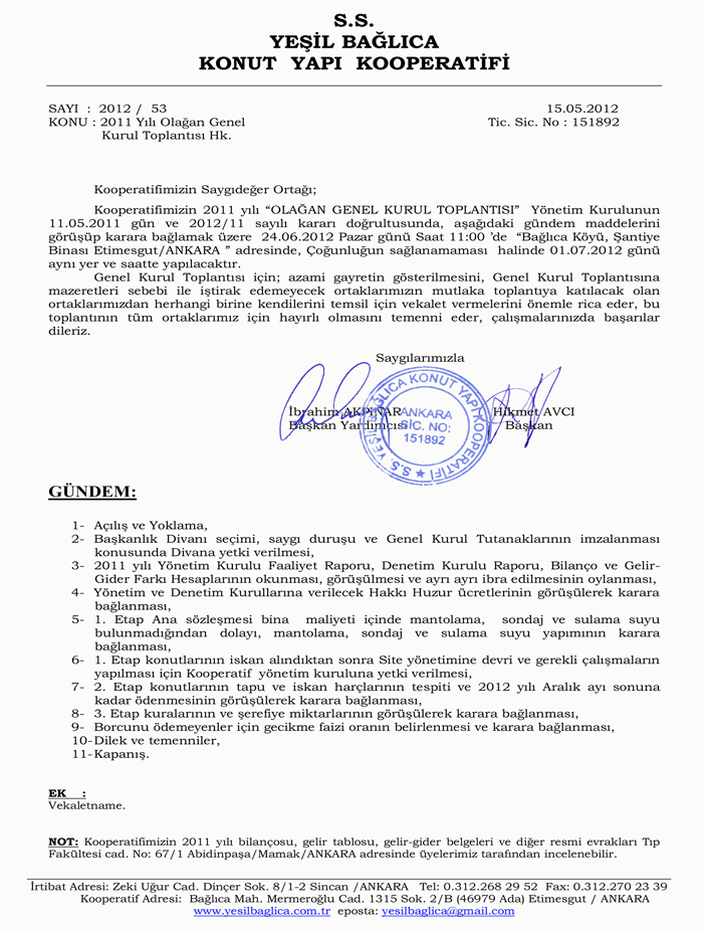 S.S.
YEŞİL BAĞLICA
KONUT YAPI KOOPERATİFİ
SAYI : 2012 / 53 15.05.2012
KONU : 2011 Yılı Olağan Genel Tic. Sic. No : 151892
Kurul Toplantısı Hk.
Kooperatifimizin Saygıdeğer Ortağı;
Kooperatifimizin 2011 yılı “OLAĞAN GENEL KURUL TOPLANTISI” Yönetim Kurulunun
11.05.2011 gün ve 2012/11 sayılı kararı doğrultusunda, aşağıdaki gündem maddelerini
görüşüp karara bağlamak üzere 24.06.2012 Pazar günü Saat 11:00 ’de “Bağlıca Köyü, Şantiye
Binası Etimesgut/ANKARA ” adresinde, Çoğunluğun sağlanamaması halinde 01.07.2012 günü
aynı yer ve saatte yapılacaktır.
Genel Kurul Toplantısı için; azami gayretin gösterilmesini, Genel Kurul Toplantısına
mazeretleri sebebi ile iştirak edemeyecek ortaklarımızın mutlaka toplantıya katılacak olan
ortaklarımızdan herhangi birine kendilerini temsil için vekalet vermelerini önemle rica eder, bu
toplantının tüm ortaklarımız için hayırlı olmasını temenni eder, çalışmalarınızda başarılar
dileriz.
Saygılarımızla
İbrahim AKPINAR Hikmet AVCI
Başkan Yardımcısı Başkan
S.S. YEŞİL BAĞLICA KONUT YAPI KOOPERATİFİ
ANKARA
SİC. NO:
151892
GÜNDEM:
1- Açılış ve Yoklama,
2- Başkanlık Divanı seçimi, saygı duruşu ve Genel Kurul Tutanaklarının imzalanması
konusunda Divana yetki verilmesi,
3- 2011 yılı Yönetim Kurulu Faaliyet Raporu, Denetim Kurulu Raporu, Bilanço ve Gelir-
Gider Farkı Hesaplarının okunması, görüşülmesi ve ayrı ayrı ibra edilmesinin oylanması,
4- Yönetim ve Denetim Kurullarına verilecek Hakkı Huzur ücretlerinin görüşülerek karara
bağlanması,
5- 1. Etap Ana sözleşmesi bina maliyeti içinde mantolama, sondaj ve sulama suyu
bulunmadığından dolayı, mantolama, sondaj ve sulama suyu yapımının karara
bağlanması,
6- 1. Etap konutlarının iskan alındıktan sonra Site yönetimine devri ve gerekli çalışmaların
yapılması için Kooperatif yönetim kuruluna yetki verilmesi,
7- 2. Etap konutlarının tapu ve iskan harçlarının tespiti ve 2012 yılı Aralık ayı sonuna
kadar ödenmesinin görüşülerek karara bağlanması,
8- 3. Etap kuralarının ve şerefiye miktarlarının görüşülerek karara bağlanması,
9- Borcunu ödemeyenler için gecikme faizi oranın belirlenmesi ve karara bağlanması,
10- Dilek ve temenniler,
11- Kapanış.
EK :
Vekaletname.
NOT: Kooperatifimizin 2011 yılı bilançosu, gelir tablosu, gelir-gider belgeleri ve diğer resmi evrakları Tıp
Fakültesi cad. No: 67/1 Abidinpaşa/Mamak/ANKARA adresinde üyelerimiz tarafından incelenebilir.
İrtibat Adresi: Zeki Uğur Cad. Dinçer Sok. 8/1-2 Sincan /ANKARA Tel: 0.312.268 29 52 Fax: 0.312.270 23 39
Kooperatif Adresi: Bağlıca Mah. Mermeroğlu Cad. 1315 Sok. 2/B (46979 Ada) Etimesgut / ANKARA
www.yesilbaglica.com.tr eposta: yesilbaglica@gmail.com